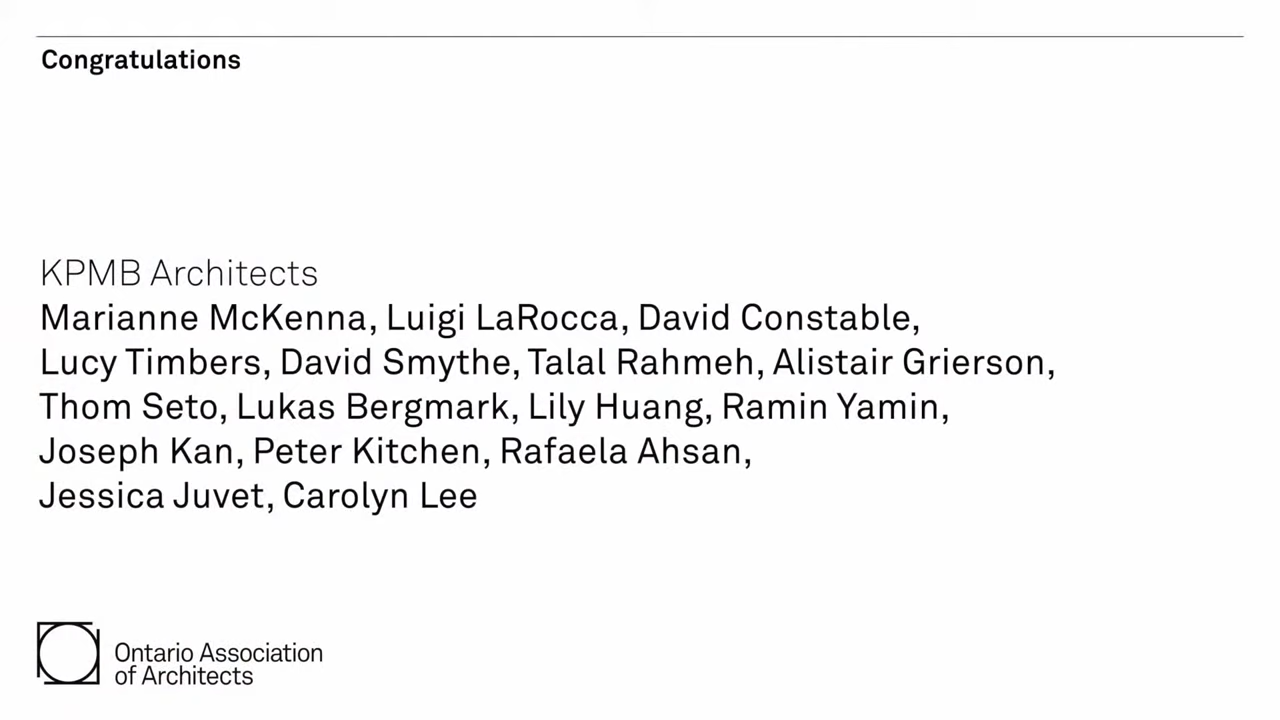 Congratulations
KPMB Architects
Marianne McKenna, Luigi LaRocca, David Constable,
Lucy Timbers, David Smythe, Talal Rahmeh, Alistair Grierson,
Thom Seto, Lukas Bergmark, Lily Huang, Ramin Yamin,
Joseph Kan, Peter Kitchen, Rafaela Ahsan,
Jessica Juvet, Carolyn Lee
Ontario Association
of Architects